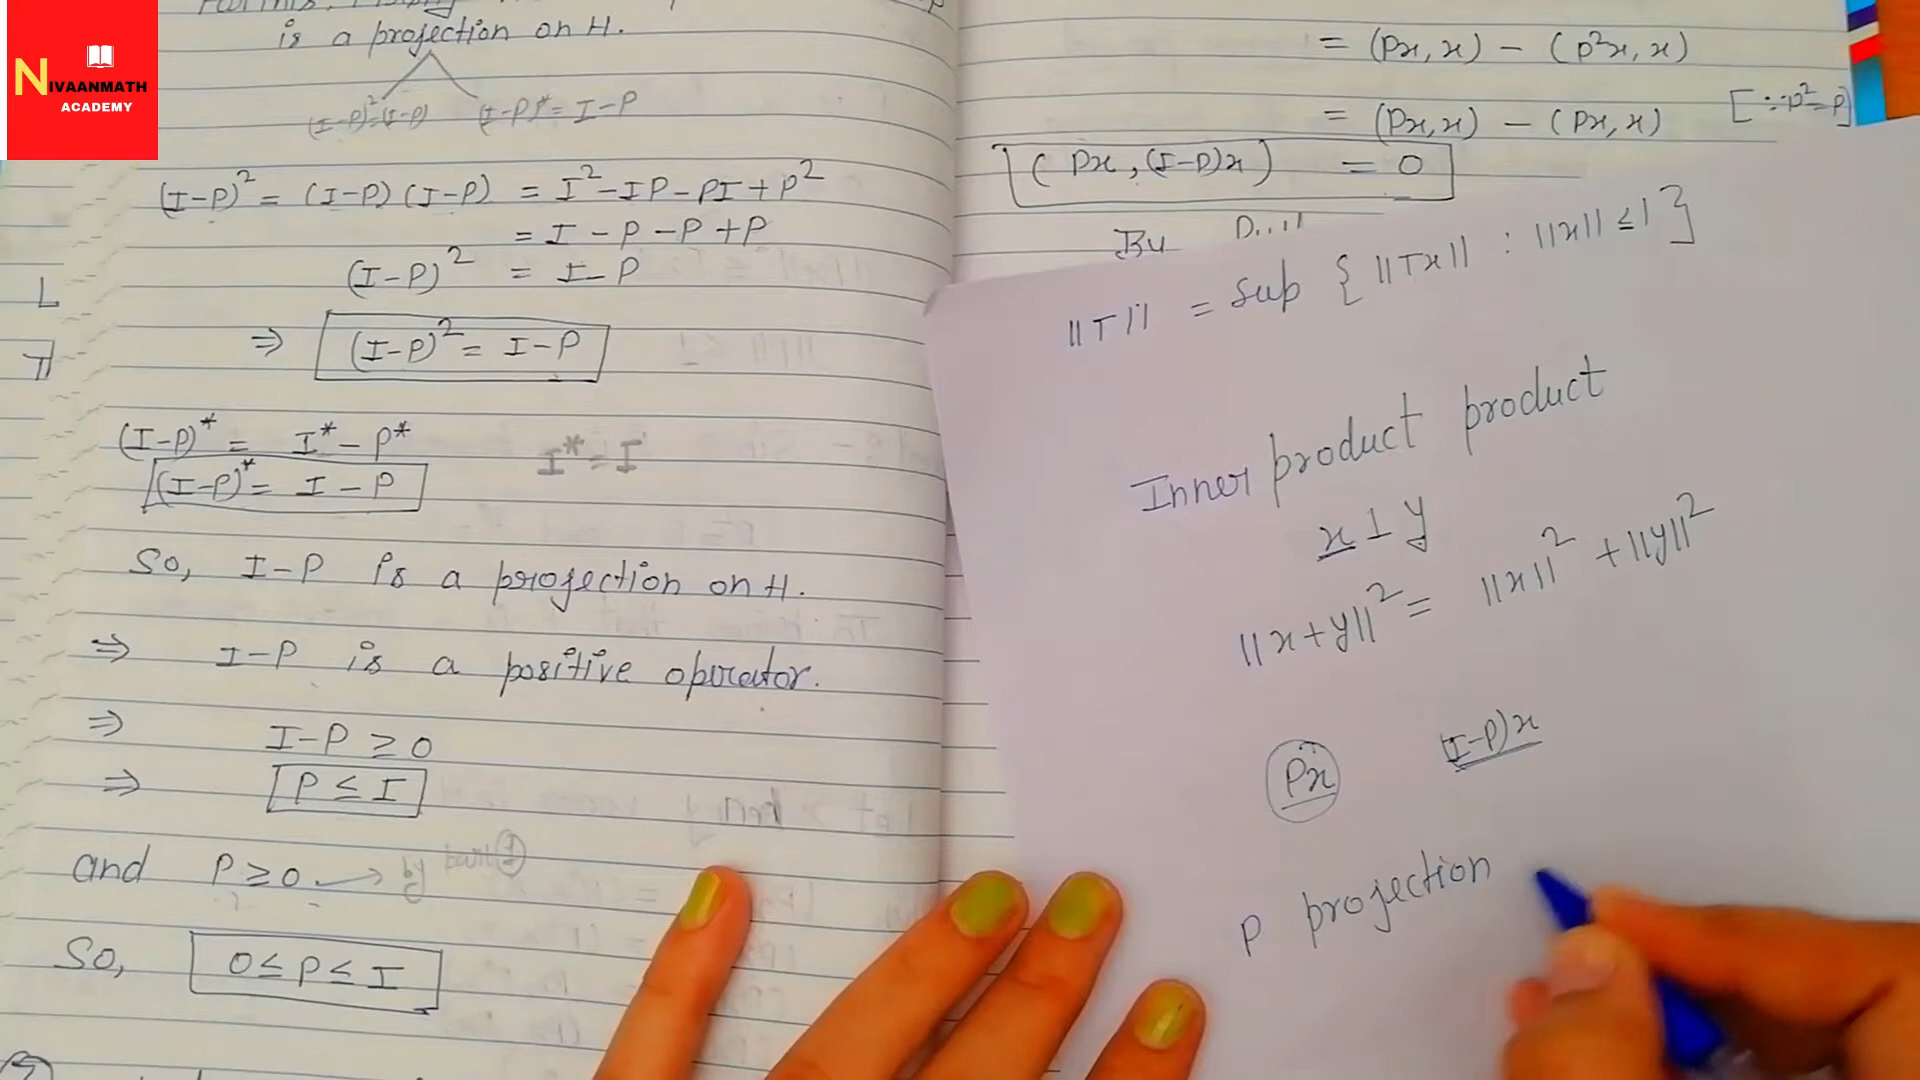 NIVAANMATH
ACADEMY
is a projection on H.
(I-P)²=(I-P) (I-P)*=I-P
(I-P)² = (I-P)(I-P) = I²-IP-PI+P²
= I-P-P+P
(I-P)² = I-P
⇒ (I-P)² = I-P
(I-P)* = I*-P* I*=I
(I-P)* = I-P
So, I-P is a projection on H.
⇒ I-P is a positive operator.
⇒ I-P ≥ 0
⇒ P ≤ I
and P ≥ 0 → by
So, 0 ≤ P ≤ I
= (Px, x) - (P²x, x)
= (Px, x) - (Px, x) [∵ P²=P]
(Px, (I-P)x) = 0
By
||T|| = sup {||Tx|| : ||x|| ≤ 1}
Inner product product
x ⊥ y
||x+y||² = ||x||² + ||y||²
Px (I-P)x
P projection